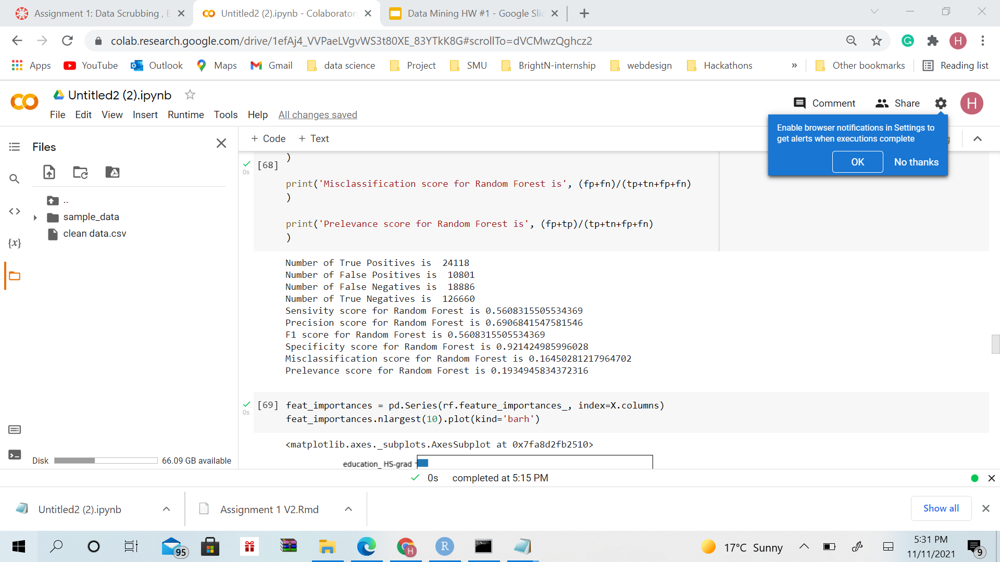 Assignment 1: Data Scrubbing , E
Untitled2 (2).ipynb - Colaborator
Data Mining HW #1 - Google Slid
colab.research.google.com/drive/1efAj4_VVPaeLVgvWS3t80XE_83YTkK8G#scrollTo=dVCMwzQghcz2
H
Apps YouTube Outlook Maps Gmail data science Project SMU BrightN-internship webdesign Hackathons » Other bookmarks Reading list
Untitled2 (2).ipynb
Comment Share H
File Edit View Insert Runtime Tools Help All changes saved
Enable browser notifications in Settings to
get alerts when executions complete
OK No thanks
Files
+ Code + Text
..
sample_data
clean data.csv
{x}
Disk 66.09 GB available
)
[68]
0s
print('Misclassification score for Random Forest is', (fp+fn)/(tp+tn+fp+fn)
)
print('Prelevance score for Random Forest is', (fp+tp)/(tp+tn+fp+fn)
)
Number of True Positives is  24118
Number of False Positives is  10801
Number of False Negatives is  18886
Number of True Negatives is  126660
Sensivity score for Random Forest is 0.5608315505534369
Precision score for Random Forest is 0.6906841547581546
F1 score for Random Forest is 0.5608315505534369
Specificity score for Random Forest is 0.921424985996028
Misclassification score for Random Forest is 0.16450281217964702
Prelevance score for Random Forest is 0.1934945834372316
[69] feat_importances = pd.Series(rf.feature_importances_, index=X.columns)
0s
feat_importances.nlargest(10).plot(kind='barh')
<matplotlib.axes._subplots.AxesSubplot at 0x7fa8d2fb2510>
education_ HS-grad
0s completed at 5:15 PM
Untitled2 (2).ipynb
Assignment 1 V2.Rmd
Show all
95
H
R
17°C Sunny
5:31 PM
11/11/2021
9